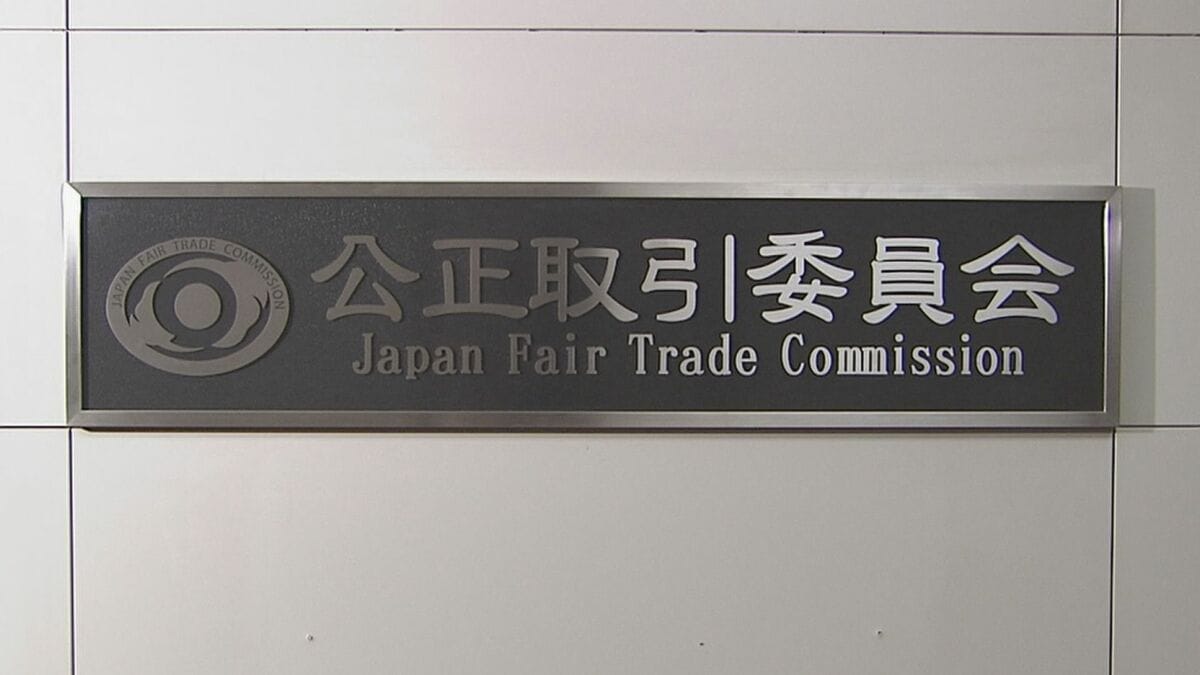 JAPAN FAIR TRADE COMMISSION
公正取引委員会
Japan Fair Trade Commission